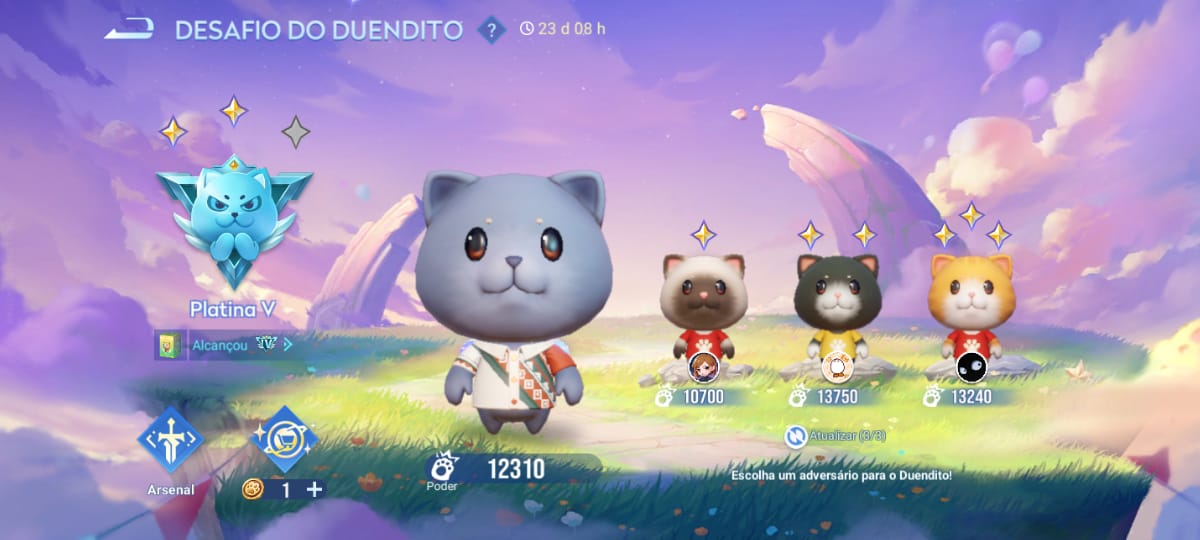 DESAFIO DO DUENDITO ? 23 d 08 h
Platina V
Alcançou IV
Arsenal
1 +
Poder
12310
10700
13750
13240
Atualizar (3/3)
Escolha um adversário para o Duendito!